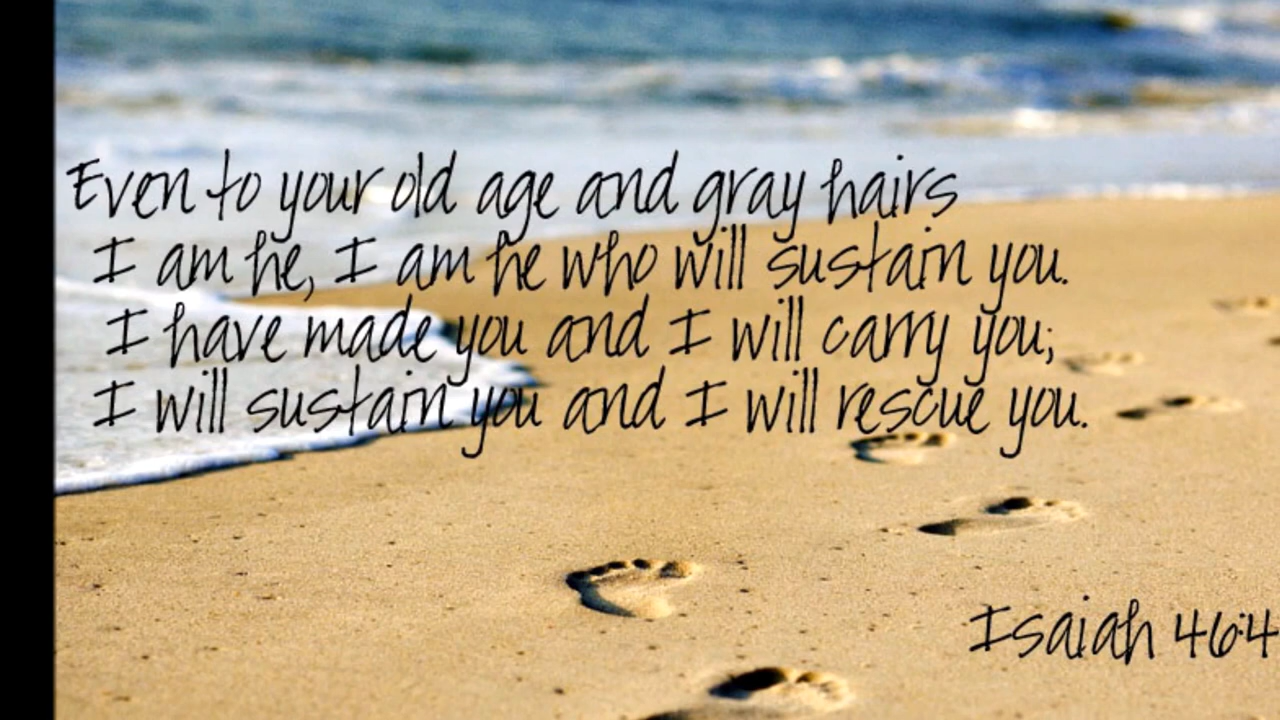 Even to your old age and gray hairs
I am he, I am he who will sustain you.
I have made you and I will carry you;
I will sustain you and I will rescue you.
Isaiah 46:4